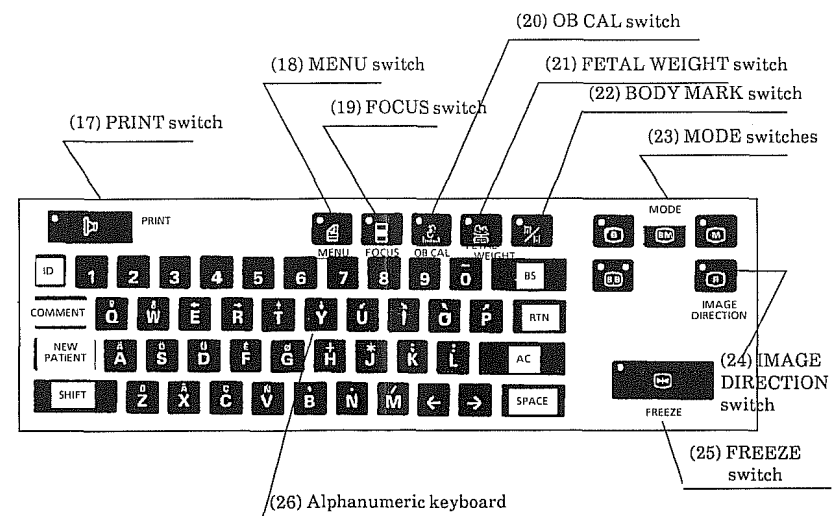 (20) OB CAL switch
(18) MENU switch
(21) FETAL WEIGHT switch
(19) FOCUS switch
(22) BODY MARK switch
(17) PRINT switch
(23) MODE switches
PRINT
MODE
B BM M
MENU FOCUS OB CAL FETAL WEIGHT
ID 1 2 3 4 5 6 7 8 9 0 BS
BB
IMAGE DIRECTION
COMMENT Q W E R T Y U I O P RTN
NEW PATIENT A S D F G H J K L AC
(24) IMAGE DIRECTION switch
SHIFT Z X C V B N M ← → SPACE
FREEZE
(25) FREEZE switch
(26) Alphanumeric keyboard